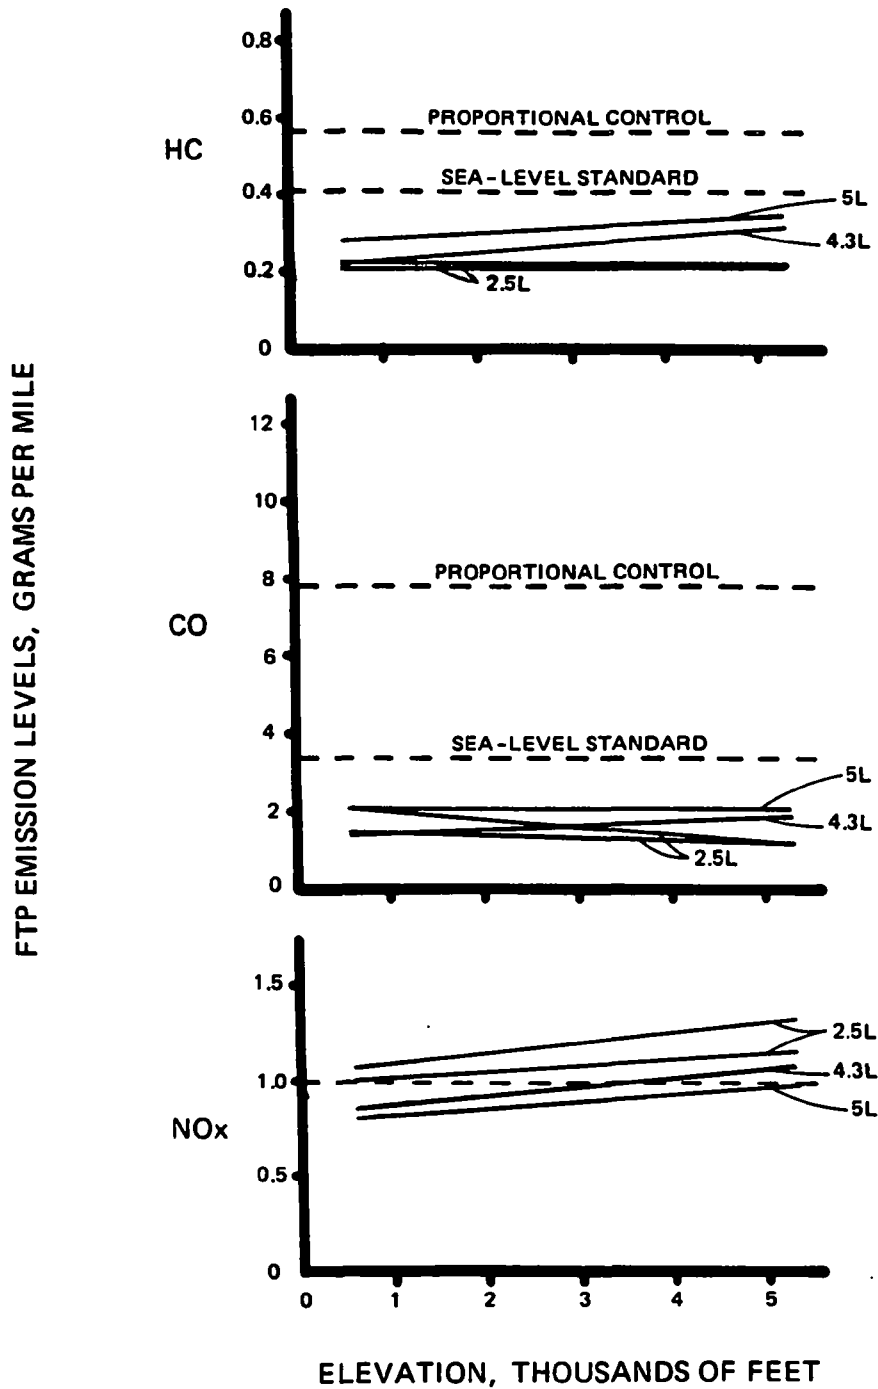 FTP EMISSION LEVELS, GRAMS PER MILE
HC
0.8
0.6
0.4
0.2
0
PROPORTIONAL CONTROL
SEA-LEVEL STANDARD
5L
4.3L
2.5L
CO
12
10
8
6
4
2
0
PROPORTIONAL CONTROL
SEA-LEVEL STANDARD
5L
4.3L
2.5L
NOx
1.5
1.0
0.5
0
2.5L
4.3L
5L
0 1 2 3 4 5
ELEVATION, THOUSANDS OF FEET